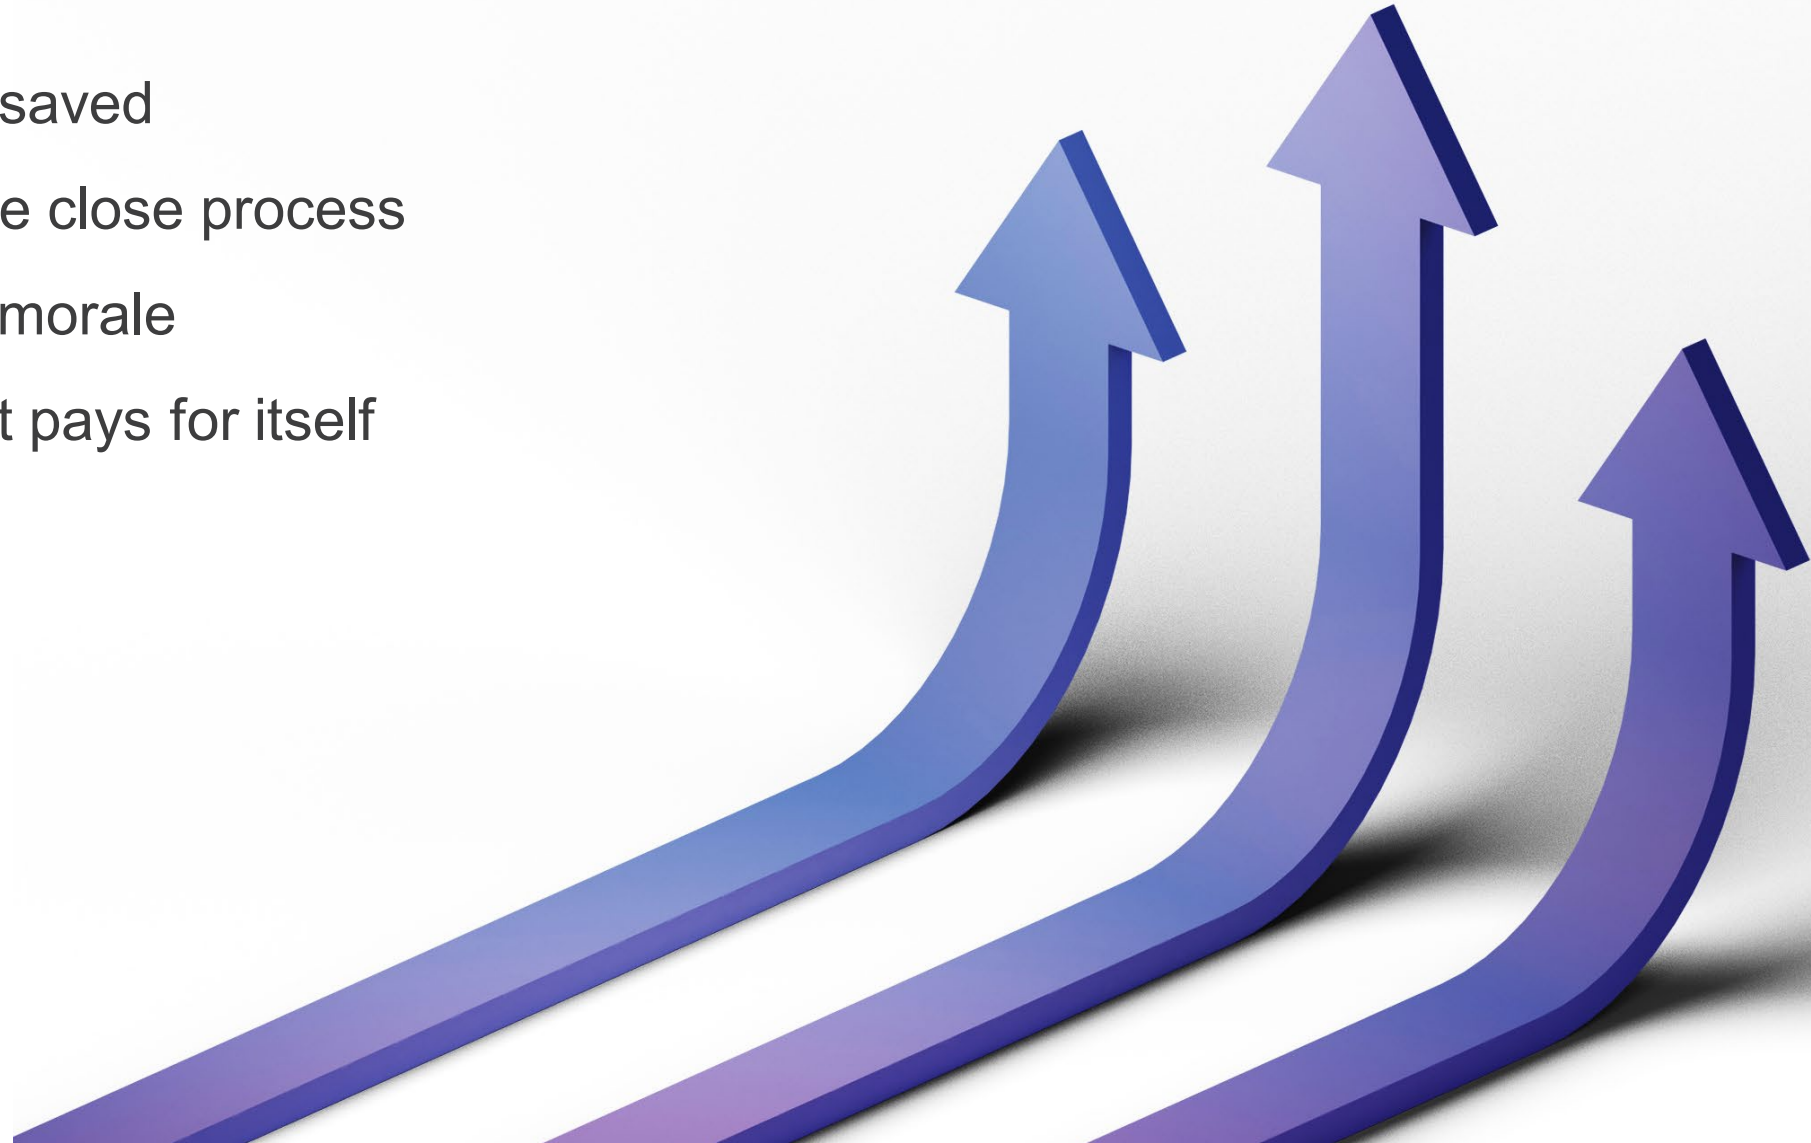 saved
e close process
morale
t pays for itself